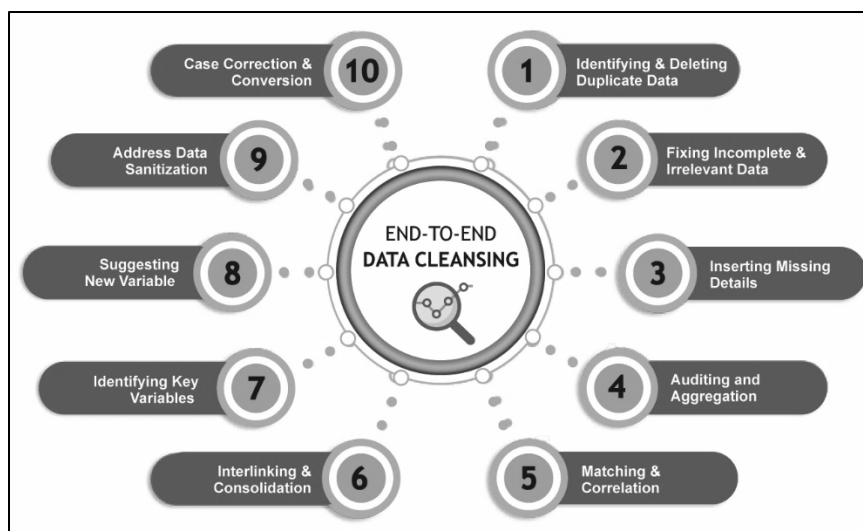 END-TO-END
DATA CLEANSING
1
Identifying & Deleting
Duplicate Data
2
Fixing Incomplete &
Irrelevant Data
3
Inserting Missing
Details
4
Auditing and
Aggregation
5
Matching &
Correlation
6
Interlinking &
Consolidation
7
Identifying Key
Variables
8
Suggesting
New Variable
9
Address Data
Sanitization
10
Case Correction &
Conversion